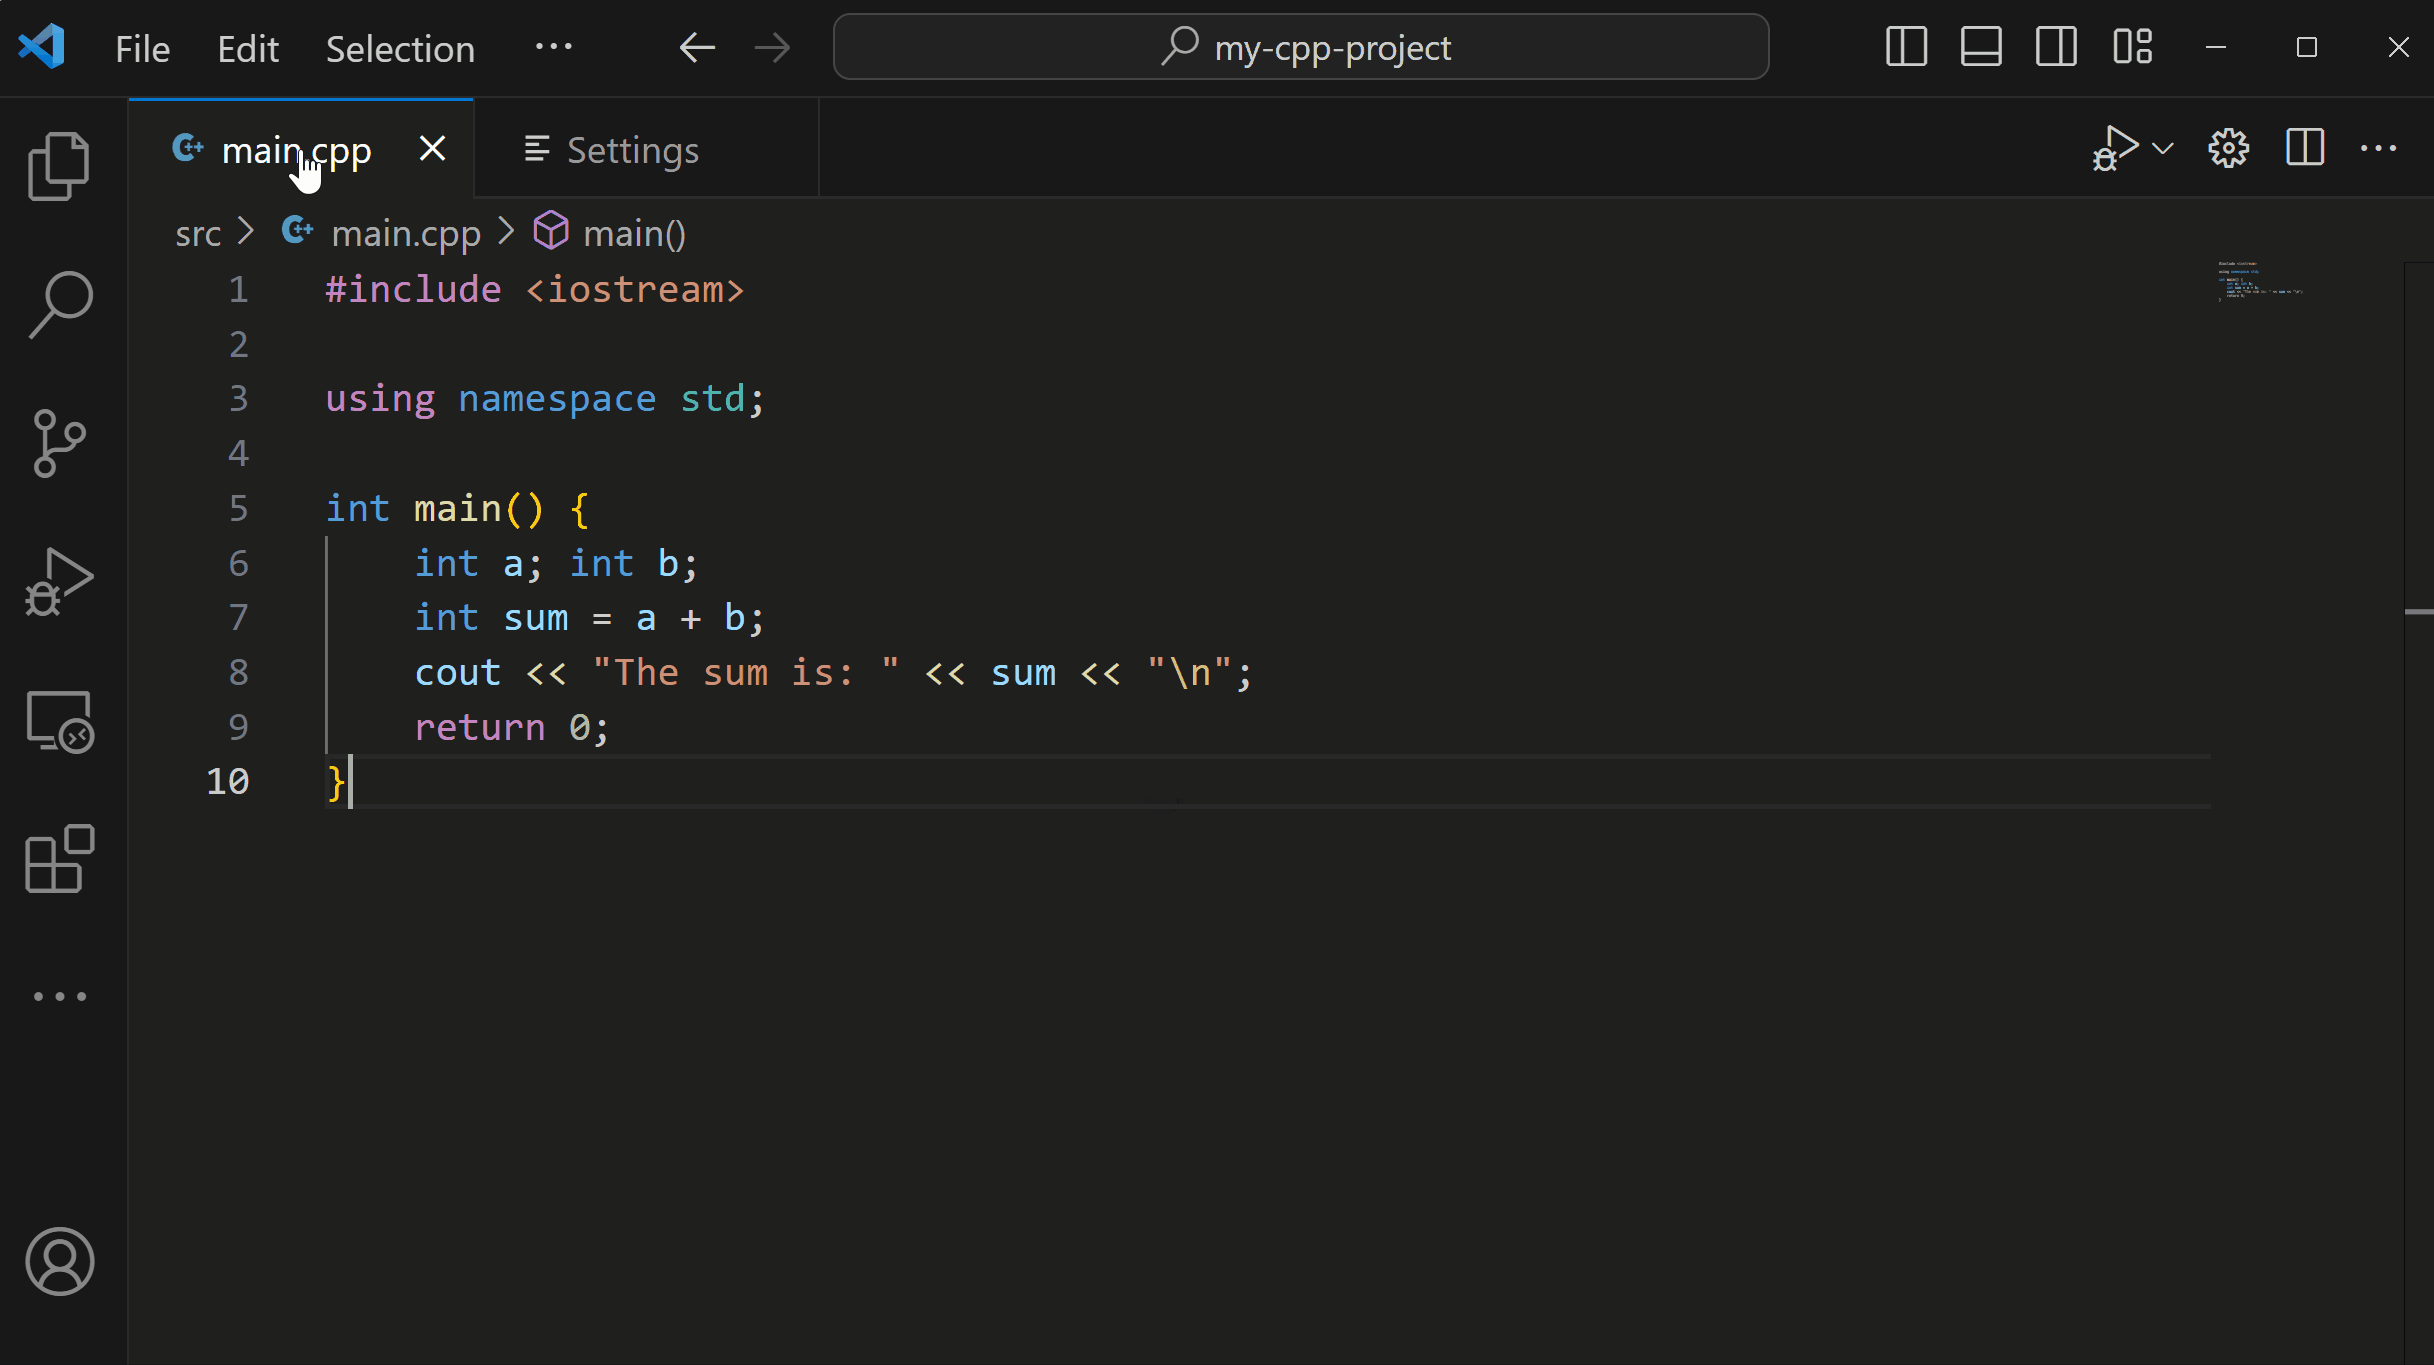 File Edit Selection ··· my-cpp-project
main.cpp Settings
src > main.cpp > main()
1 #include <iostream>
2
3 using namespace std;
4
5 int main() {
6     int a; int b;
7     int sum = a + b;
8     cout << "The sum is: " << sum << "\n";
9     return 0;
10 }